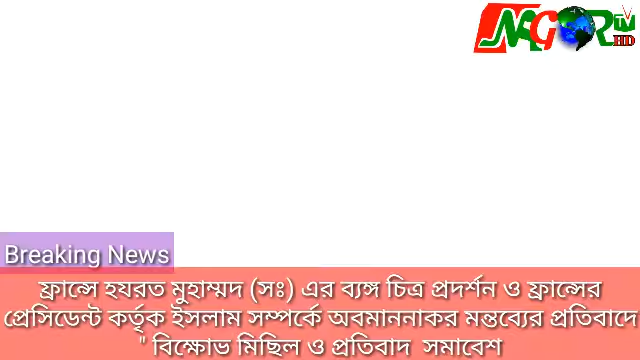 NAGOR TV
HD
Breaking News
ফ্রান্সে হযরত মুহাম্মদ (সঃ) এর ব্যঙ্গ চিত্র প্রদর্শন ও ফ্রান্সের
প্রেসিডেন্ট কর্তৃক ইসলাম সম্পর্কে অবমাননাকর মন্তব্যের প্রতিবাদে
" বিক্ষোভ মিছিল ও প্রতিবাদ সমাবেশ